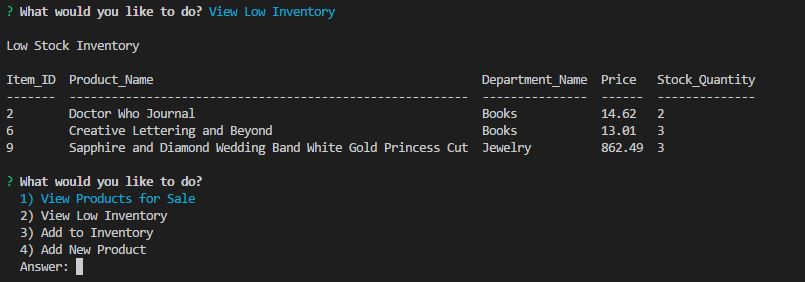 ? What would you like to do? View Low Inventory
Low Stock Inventory
Item_ID  Product_Name                                               Department_Name  Price   Stock_Quantity
-------  ---------------------------------------------------------  ---------------  ------  --------------
2        Doctor Who Journal                                         Books            14.62   2
6        Creative Lettering and Beyond                              Books            13.01   3
9        Sapphire and Diamond Wedding Band White Gold Princess Cut  Jewelry          862.49  3
? What would you like to do?
1) View Products for Sale
2) View Low Inventory
3) Add to Inventory
4) Add New Product
Answer: